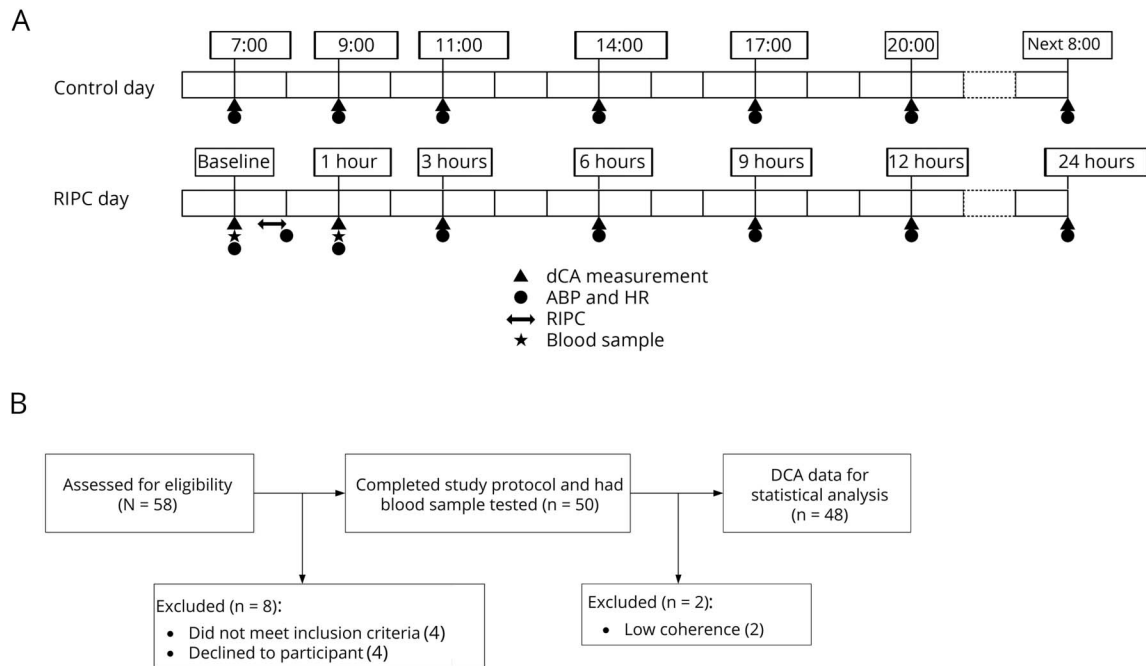 A
7:00 9:00 11:00 14:00 17:00 20:00 Next 8:00
Control day
Baseline 1 hour 3 hours 6 hours 9 hours 12 hours 24 hours
RIPC day
dCA measurement
ABP and HR
RIPC
Blood sample
B
Assessed for eligibility
(N = 58)
Completed study protocol and had
blood sample tested (n = 50)
DCA data for
statistical analysis
(n = 48)
Excluded (n = 8):
• Did not meet inclusion criteria (4)
• Declined to participant (4)
Excluded (n = 2):
• Low coherence (2)